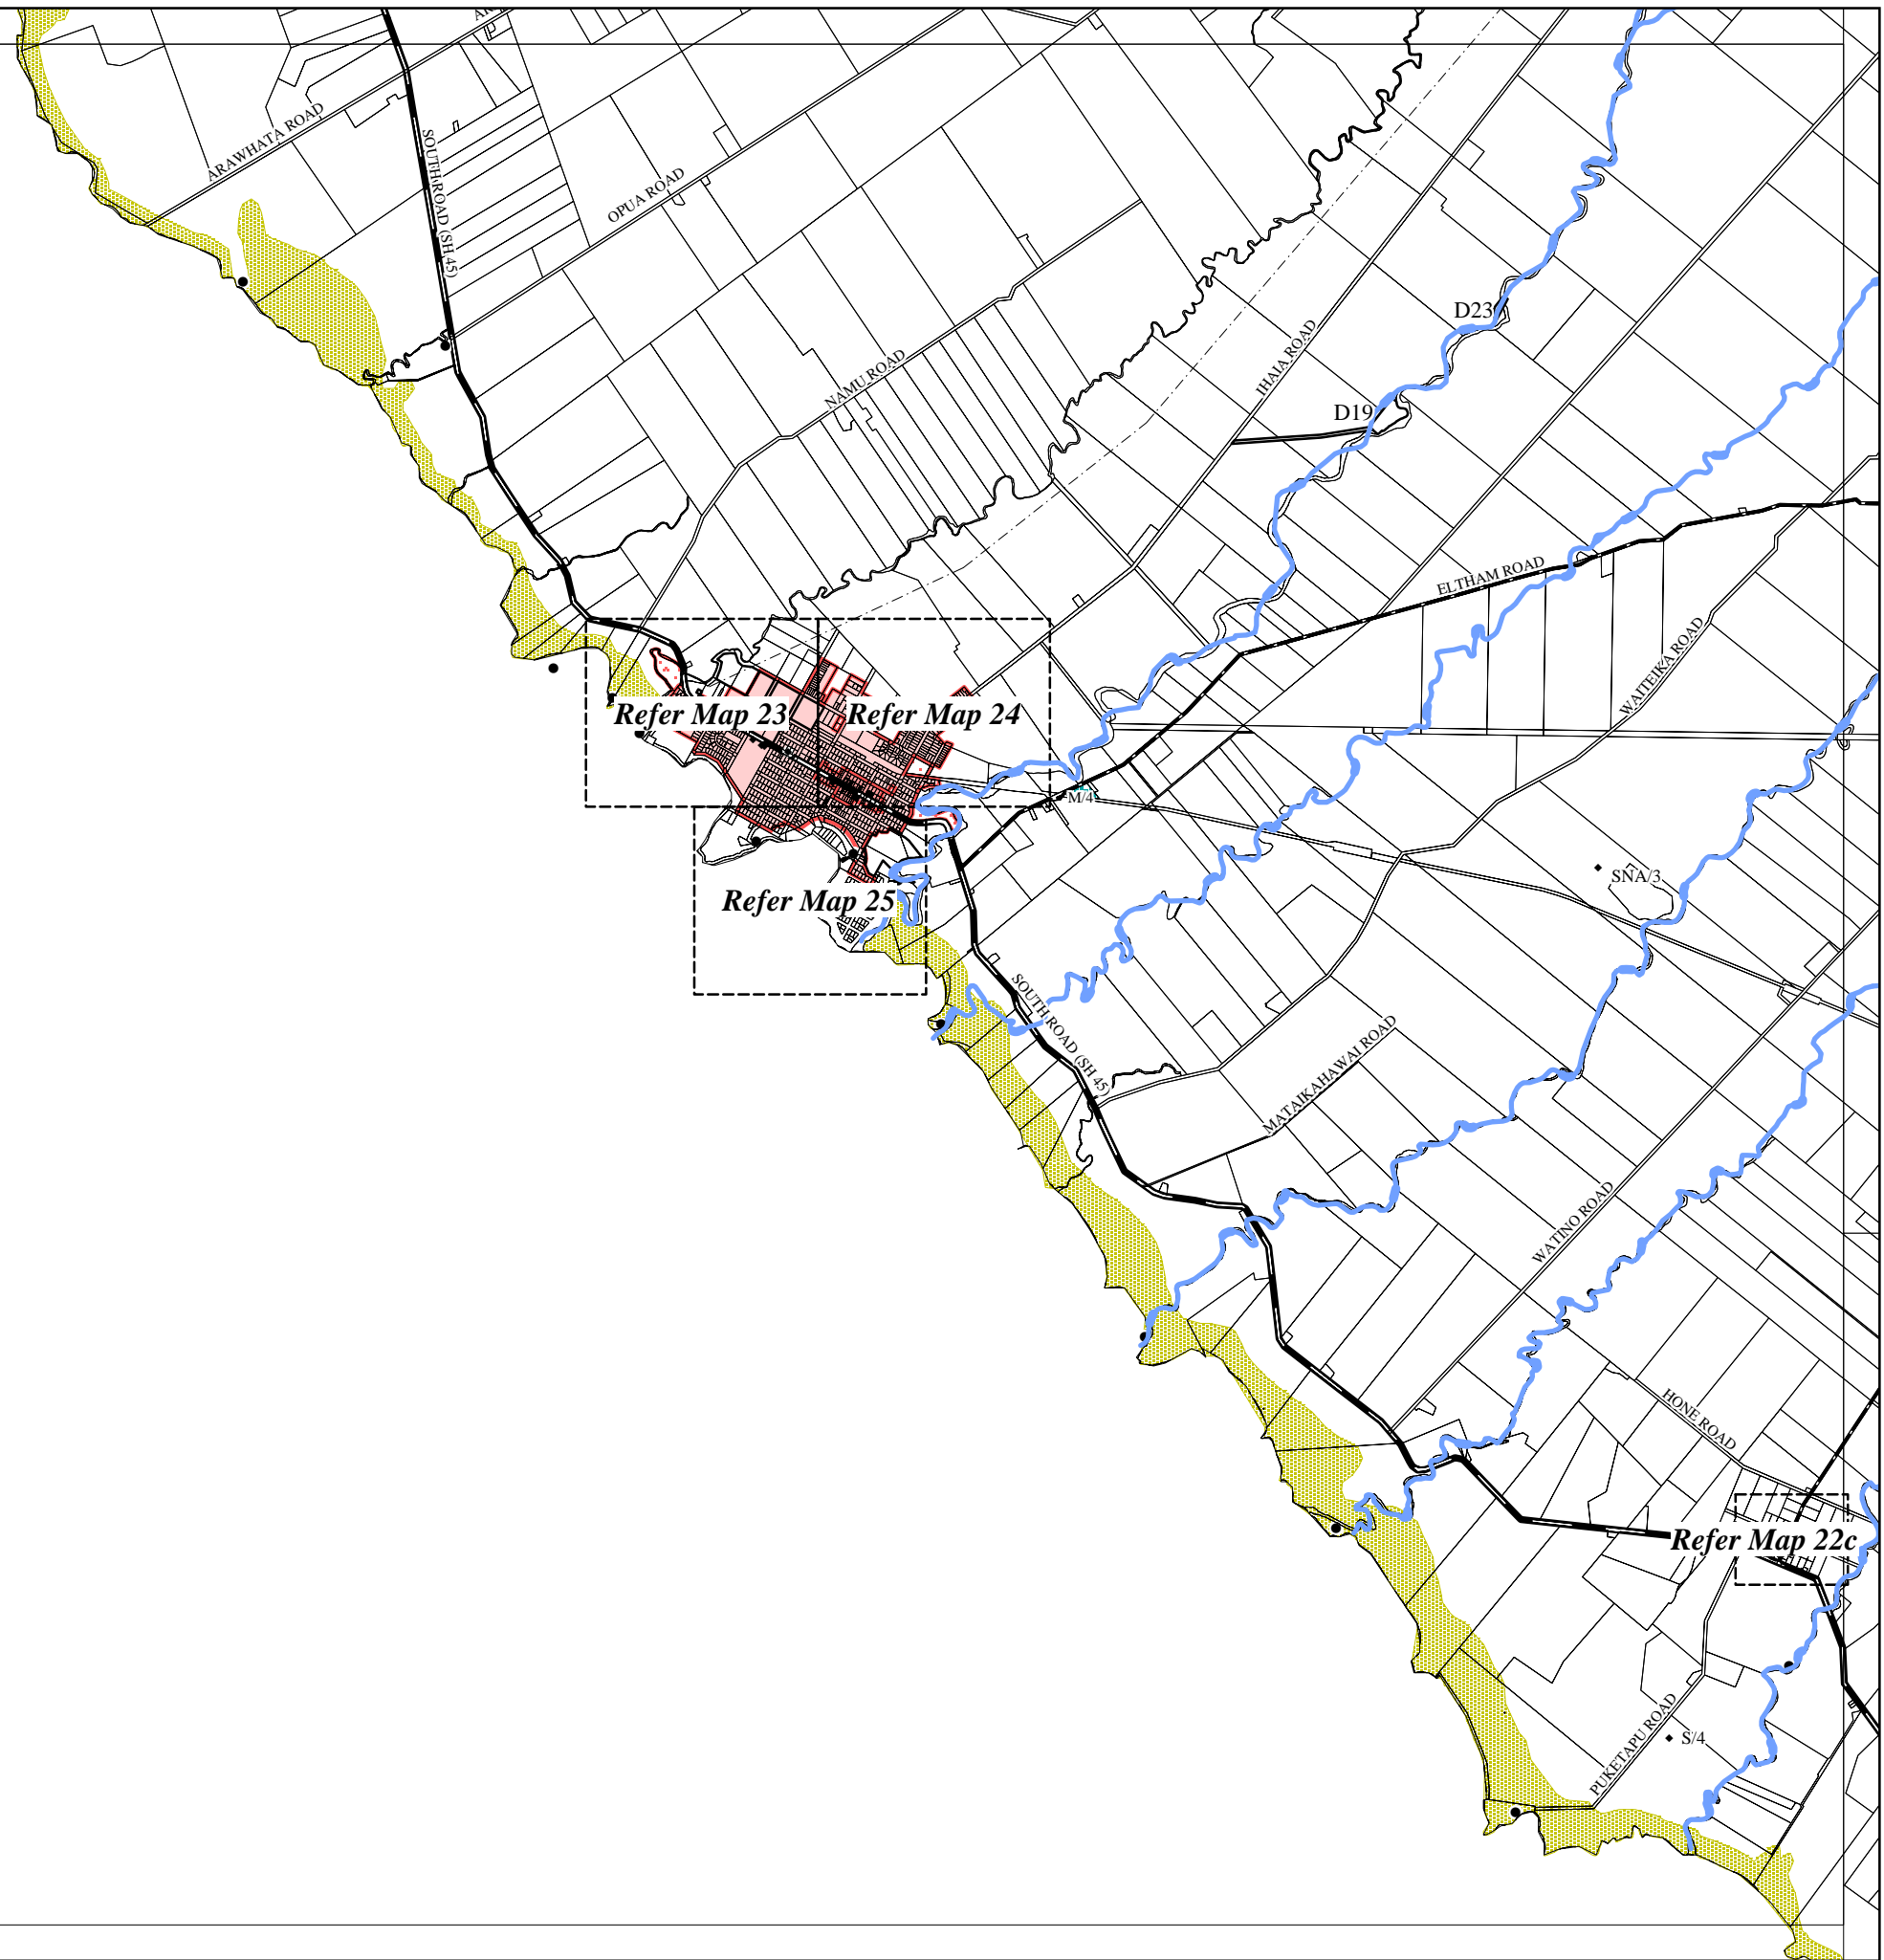 ARAWHATA ROAD
SOUTH ROAD (SH 45)
OPUA ROAD
NAMU ROAD
IHAIA ROAD
D23
D19
ELTHAM ROAD
WAITEIKA ROAD
Refer Map 23
Refer Map 24
M/4
SNA/3
Refer Map 25
SOUTH ROAD (SH 45)
MATAIKAHAWAI ROAD
WATINO ROAD
HONE ROAD
Refer Map 22c
PUKETAPU ROAD
S/4